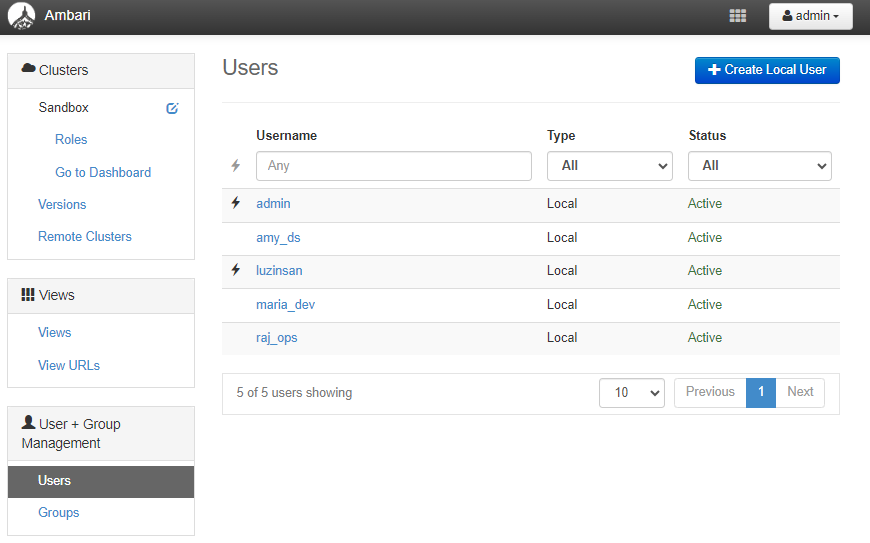 Ambari
admin
Clusters
Sandbox
Roles
Go to Dashboard
Versions
Remote Clusters
Views
Views
View URLs
User + Group
Management
Users
Groups
Users
Create Local User
Username Type Status
Any All All
admin Local Active
amy_ds Local Active
luzinsan Local Active
maria_dev Local Active
raj_ops Local Active
5 of 5 users showing 10 Previous 1 Next